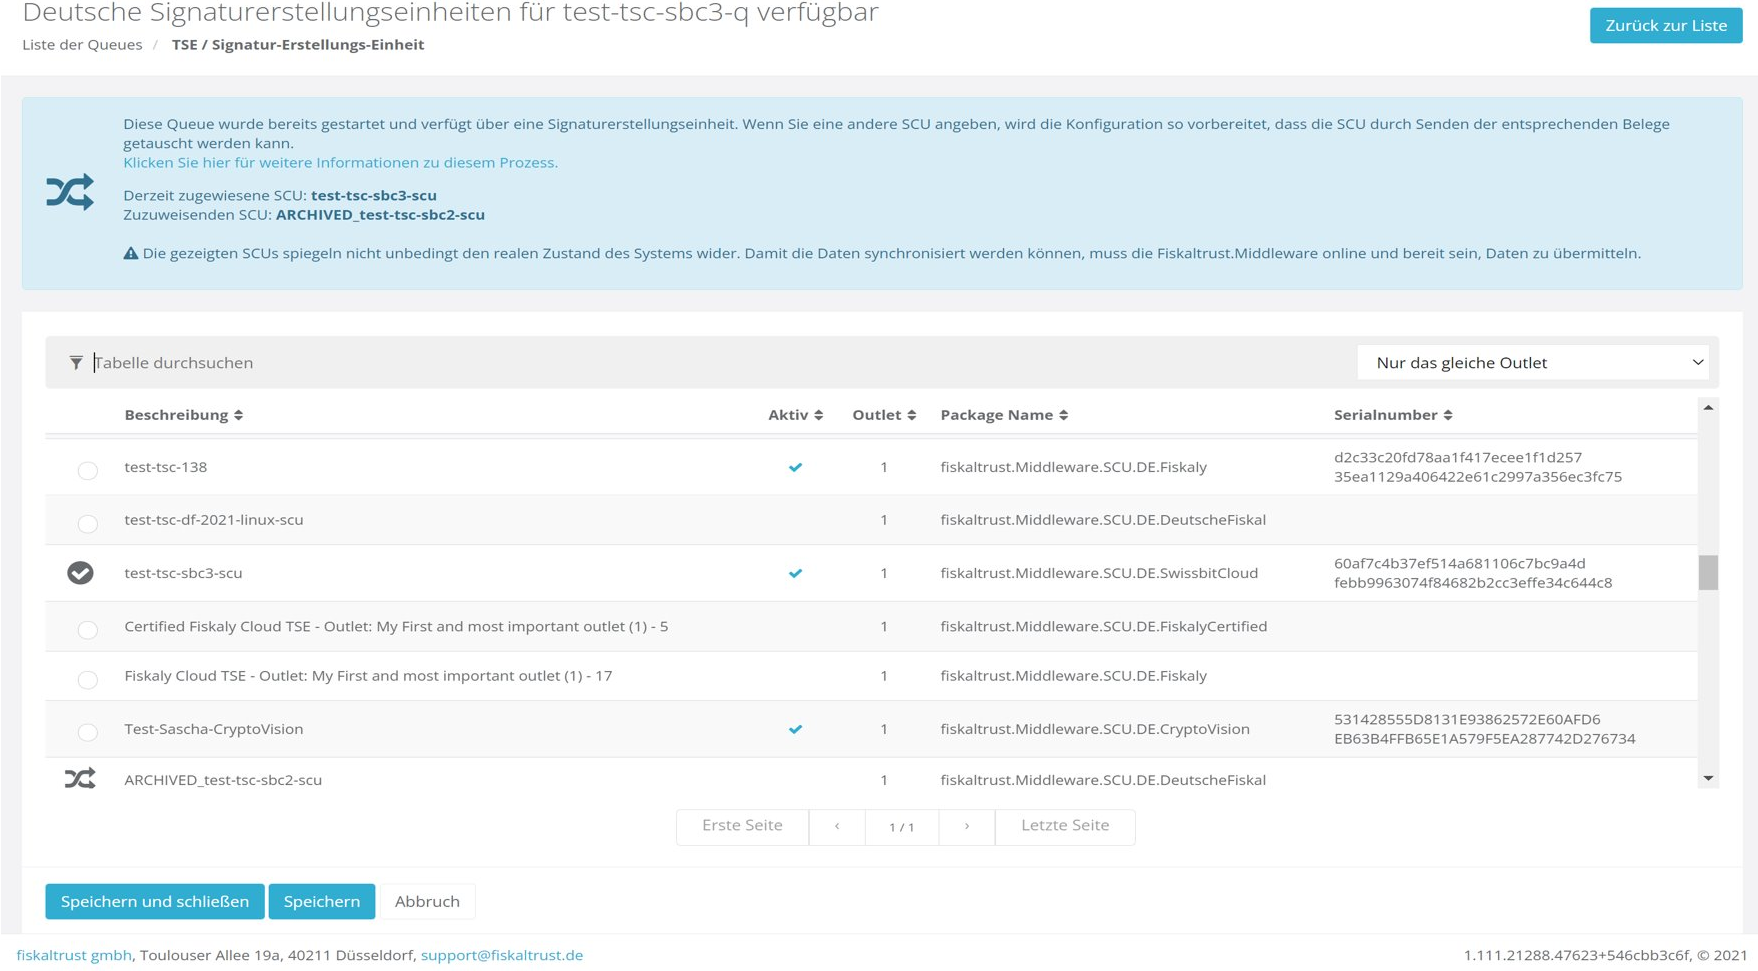 Deutsche Signaturerstellungseinheiten für test-tsc-sbc3-q verfügbar
Zurück zur Liste
Liste der Queues / TSE / Signatur-Erstellungs-Einheit
Diese Queue wurde bereits gestartet und verfügt über eine Signaturerstellungseinheit. Wenn Sie eine andere SCU angeben, wird die Konfiguration so vorbereitet, dass die SCU durch Senden der entsprechenden Belege
getauscht werden kann.
Klicken Sie hier für weitere Informationen zu diesem Prozess.
Derzeit zugewiesene SCU: test-tsc-sbc3-scu
Zuzuweisenden SCU: ARCHIVED_test-tsc-sbc2-scu
Die gezeigten SCUs spiegeln nicht unbedingt den realen Zustand des Systems wider. Damit die Daten synchronisiert werden können, muss die Fiskaltrust.Middleware online und bereit sein, Daten zu übermitteln.
Tabelle durchsuchen
Nur das gleiche Outlet
Beschreibung Aktiv Outlet Package Name Serialnumber
test-tsc-138 1 fiskaltrust.Middleware.SCU.DE.Fiskaly d2c33c20fd78aa1f417ecee1f1d257
35ea1129a406422e61c2997a356ec3fc75
test-tsc-df-2021-linux-scu 1 fiskaltrust.Middleware.SCU.DE.DeutscheFiskal
test-tsc-sbc3-scu 1 fiskaltrust.Middleware.SCU.DE.SwissbitCloud 60af7c4b37ef514a681106c7bc9a4d
febb9963074f84682b2cc3effe34c644c8
Certified Fiskaly Cloud TSE - Outlet: My First and most important outlet (1) - 5 1 fiskaltrust.Middleware.SCU.DE.FiskalyCertified
Fiskaly Cloud TSE - Outlet: My First and most important outlet (1) - 17 1 fiskaltrust.Middleware.SCU.DE.Fiskaly
Test-Sascha-CryptoVision 1 fiskaltrust.Middleware.SCU.DE.CryptoVision 531428555D8131E93862572E60AFD6
EB63B4FFB65E1A579F5EA287742D276734
ARCHIVED_test-tsc-sbc2-scu 1 fiskaltrust.Middleware.SCU.DE.DeutscheFiskal
Erste Seite ‹ 1 / 1 › Letzte Seite
Speichern und schließen Speichern Abbruch
fiskaltrust gmbh, Toulouser Allee 19a, 40211 Düsseldorf, support@fiskaltrust.de
1.111.21288.47623+546cbb3c6f, © 2021